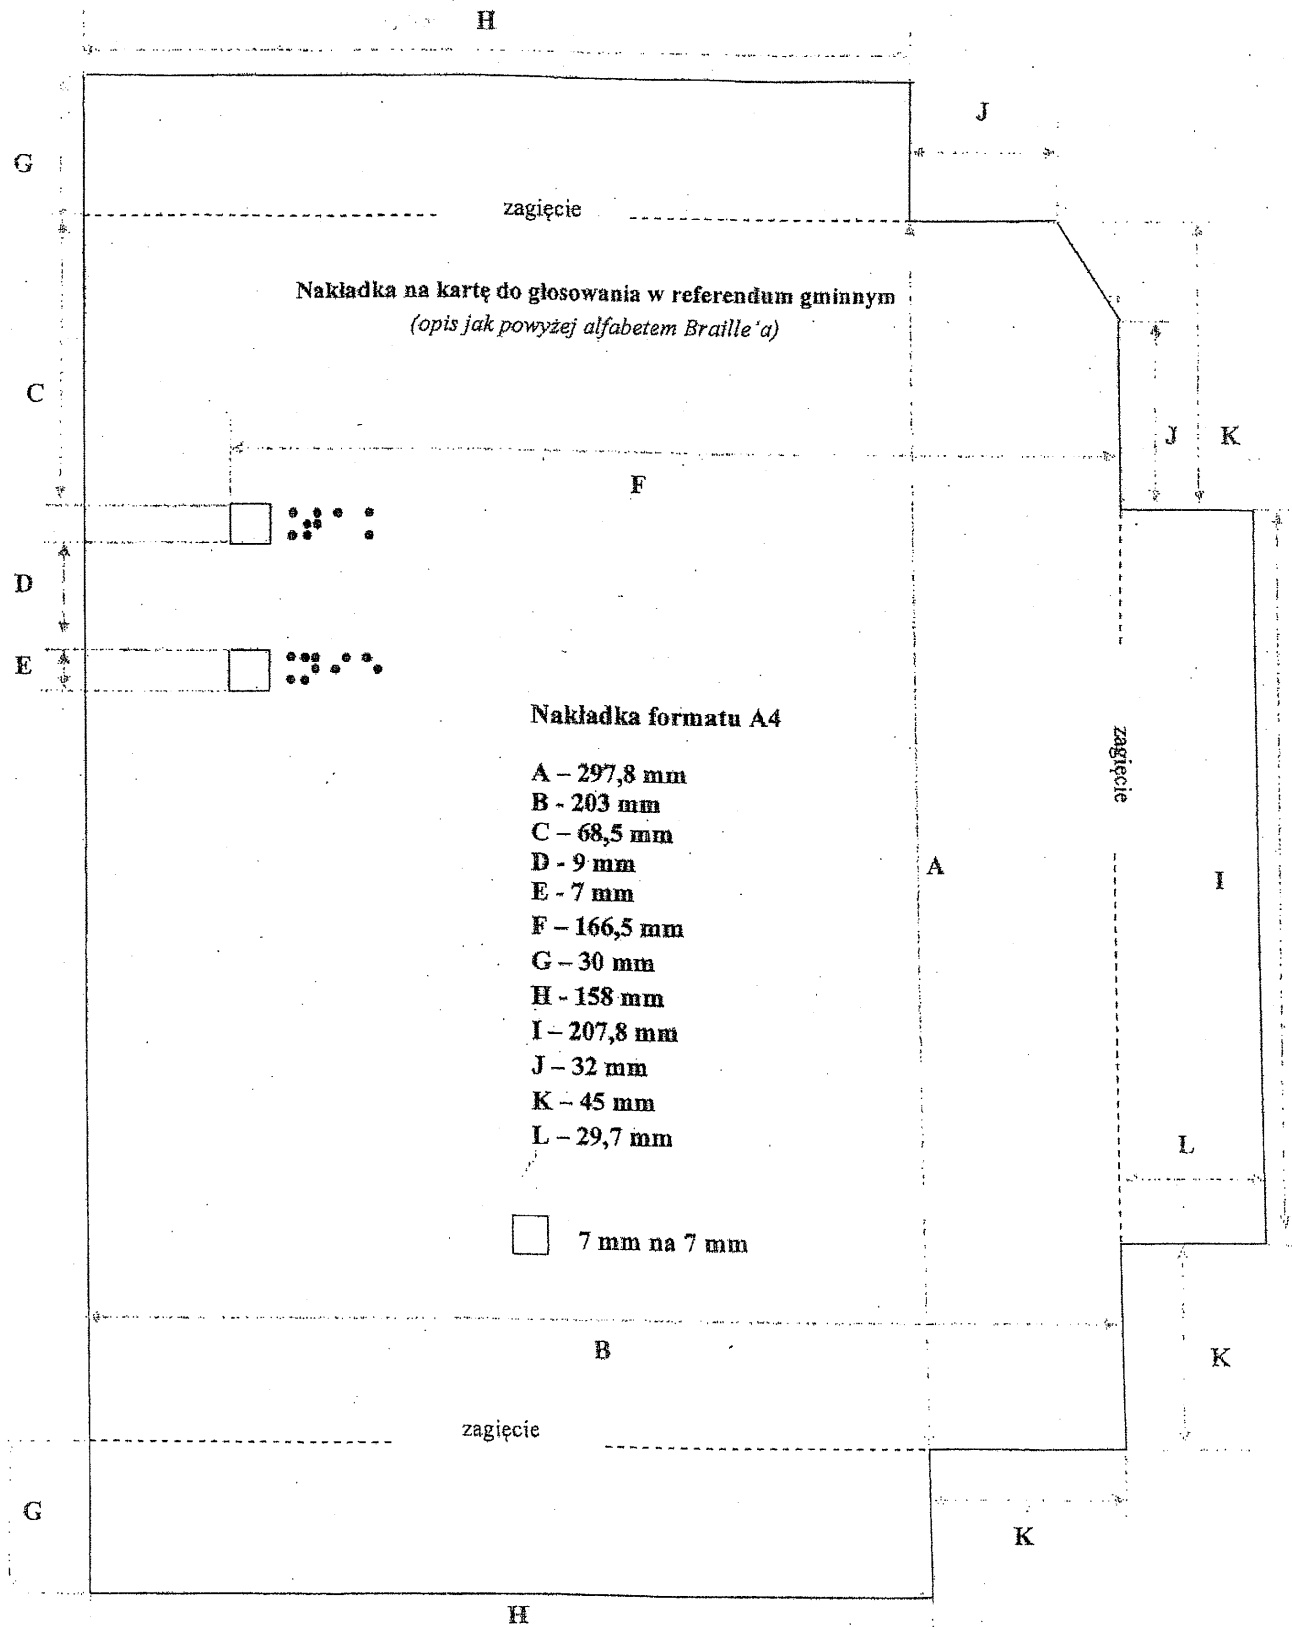 H
J
G
zagięcie
Nakładka na kartę do głosowania w referendum gminnym
(opis jak powyżej alfabetem Braille'a)
C
J
K
F
D
E
Nakładka formatu A4
A – 297,8 mm
B - 203 mm
C – 68,5 mm
D - 9 mm
E - 7 mm
F – 166,5 mm
G – 30 mm
H - 158 mm
I – 207,8 mm
J – 32 mm
K – 45 mm
L – 29,7 mm
zagięcie
A
I
L
7 mm na 7 mm
B
K
zagięcie
G
K
H